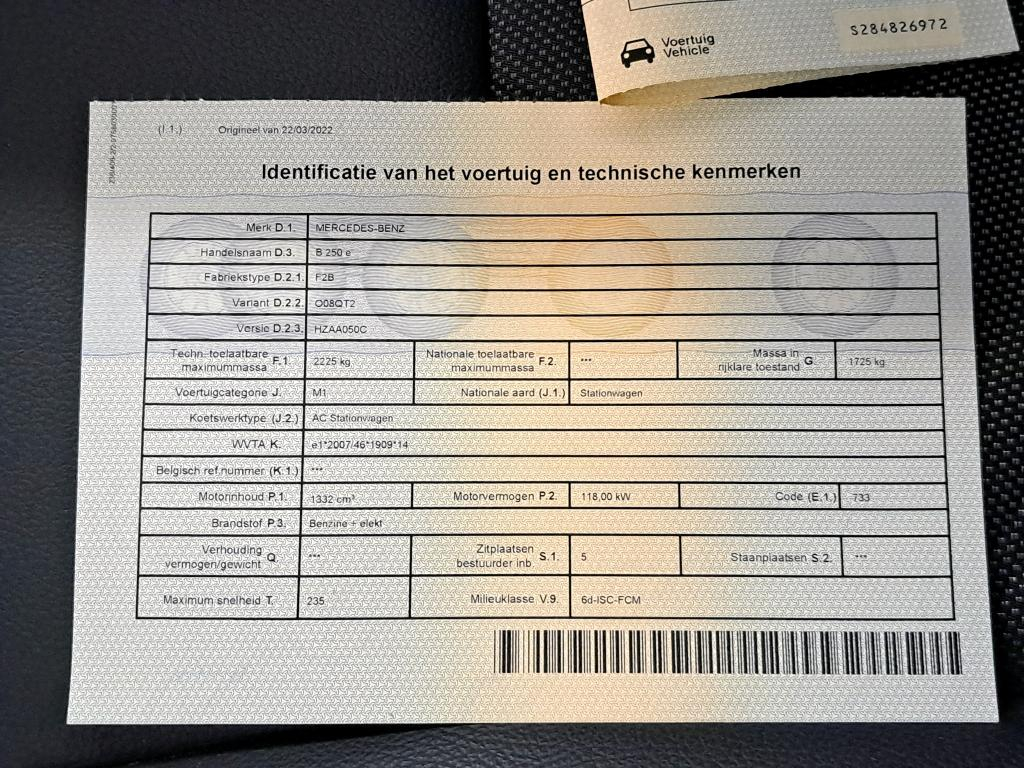 S284826972
Voertuig
Vehicle
(I.1.) Origineel van 22/03/2022
Identificatie van het voertuig en technische kenmerken
Merk D.1. MERCEDES-BENZ
Handelsnaam D.3. B 250 e
Fabriekstype D.2.1. F2B
Variant D.2.2. O08QT2
Versie D.2.3. HZAA050C
Techn. toelaatbare maximummassa F.1. 2225 kg Nationale toelaatbare maximummassa F.2. *** Massa in rijklare toestand G. 1725 kg
Voertuigcategorie J. M1 Nationale aard (J.1.) Stationwagen
Koetswerktype (J.2.) AC Stationwagen
WVTA K. e1*2007/46*1909*14
Belgisch ref.nummer (K.1.) ***
Motorinhoud P.1. 1332 cm³ Motorvermogen P.2. 118,00 kW Code (E.1.) 733
Brandstof P.3. Benzine + elekt
Verhouding vermogen/gewicht Q. *** Zitplaatsen bestuurder inb. S.1. 5 Staanplaatsen S.2. ***
Maximum snelheid T. 235 Milieuklasse V.9. 6d-ISC-FCM